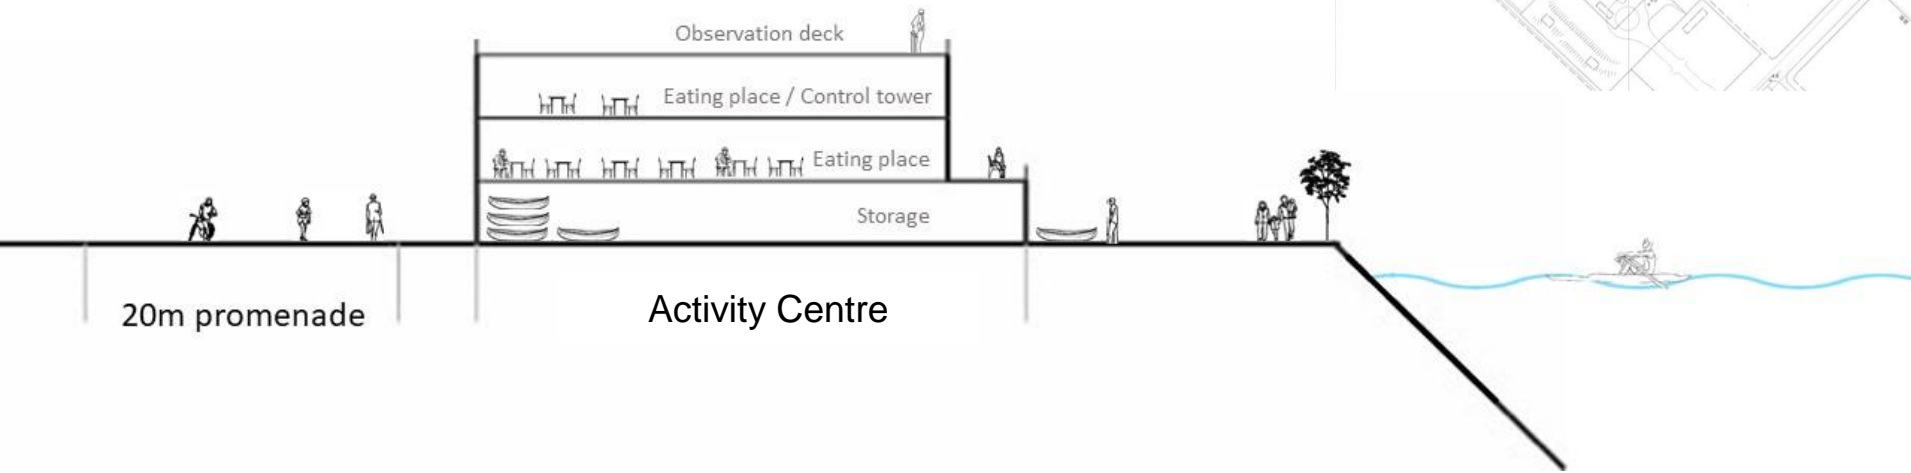 Observation deck
Eating place / Control tower
Eating place
Storage
20m promenade
Activity Centre